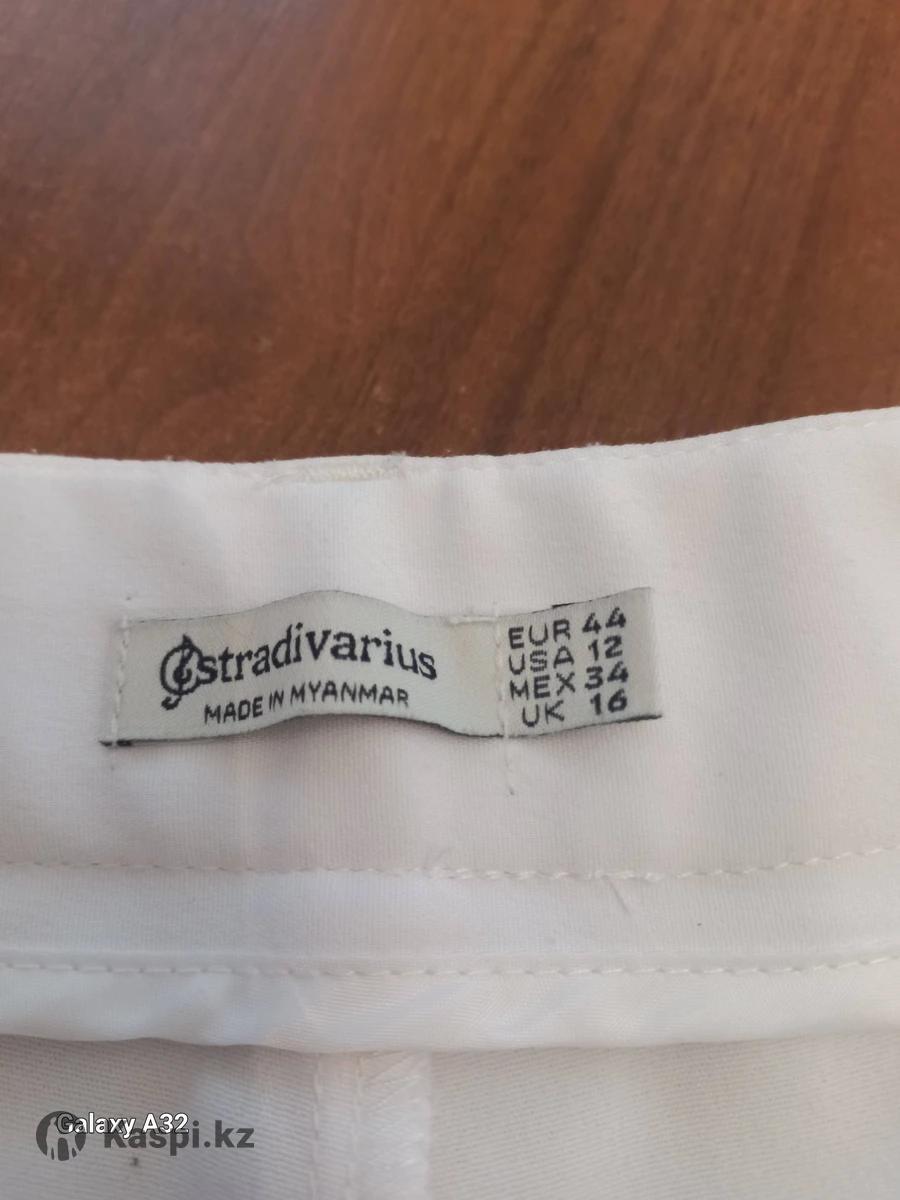 stradivarius
MADE IN MYANMAR
EUR 44
USA 12
MEX 34
UK 16
Galaxy A32
Kaspi.kz